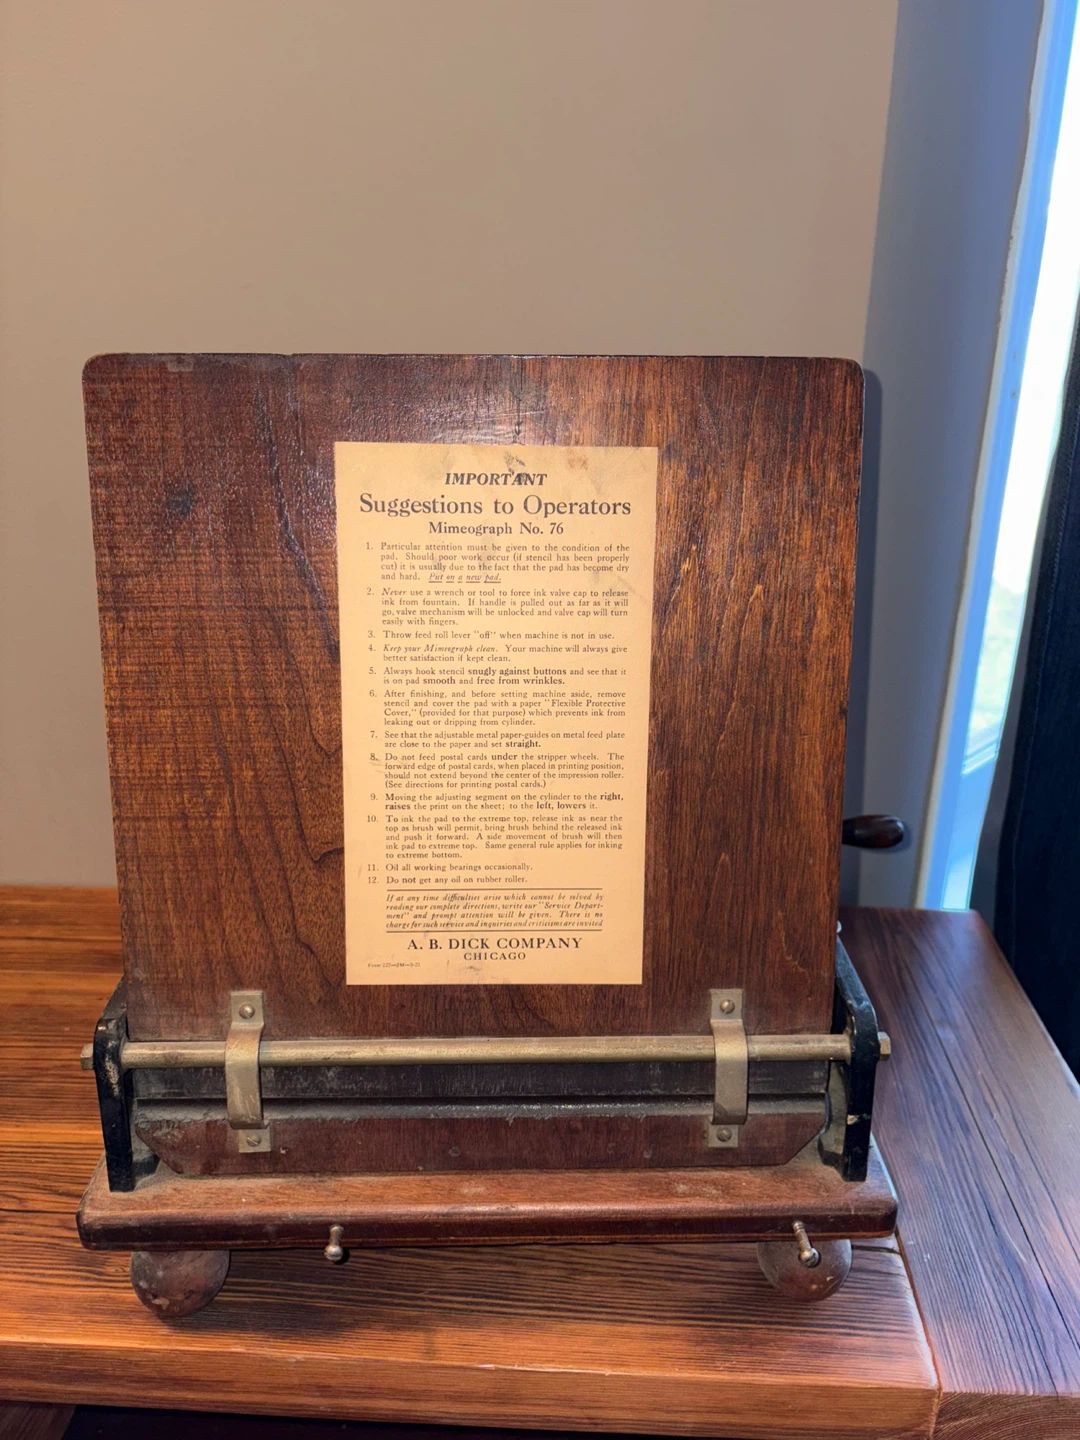 IMPORTANT
Suggestions to Operators
Mimeograph No. 76
1. Particular attention must be given to the condition of the
pad. Should poor work occur (if stencil has been properly
cut) it is usually due to the fact that the pad has become dry
and hard. Put on a new pad.
2. Never use a wrench or tool to force ink valve cap to release
ink from fountain. If handle is pulled out as far as it will
go, valve mechanism will be unlocked and valve cap will turn
easily with fingers.
3. Throw feed roll lever "off" when machine is not in use.
4. Keep your Mimeograph clean. Your machine will always give
better satisfaction if kept clean.
5. Always hook stencil snugly against buttons and see that it
is on pad smooth and free from wrinkles.
6. After finishing, and before setting machine aside, remove
stencil and cover the pad with a paper "Flexible Protective
Cover," (provided for that purpose) which prevents ink from
leaking out or dripping from cylinder.
7. See that the adjustable metal paper-guides on metal feed plate
are close to the paper and set straight.
8. Do not feed postal cards under the stripper wheels. The
forward edge of postal cards, when placed in printing position,
should not extend beyond the center of the impression roller.
(See directions for printing postal cards.)
9. Moving the adjusting segment on the cylinder to the right,
raises the print on the sheet; to the left, lowers it.
10. To ink the pad to the extreme top, release ink as near the
top as brush will permit, bring brush behind the released ink
and push it forward. A side movement of brush will then
ink pad to extreme top. Same general rule applies for inking
to extreme bottom.
11. Oil all working bearings occasionally.
12. Do not get any oil on rubber roller.
If at any time difficulties arise which cannot be solved by
reading our complete directions, write our "Service Depart-
ment" and prompt attention will be given. There is no
charge for such service and inquiries and criticisms are invited
A. B. DICK COMPANY
CHICAGO
Form